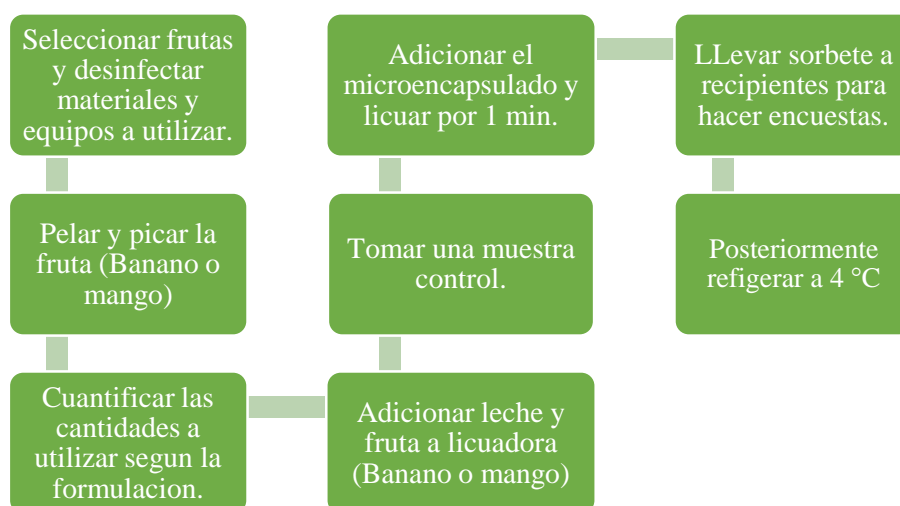 Seleccionar frutas
y desinfectar
materiales y
equipos a utilizar.
Pelar y picar la
fruta (Banano o
mango)
Cuantificar las
cantidades a
utilizar segun la
formulacion.
Adicionar leche y
fruta a licuadora
(Banano o mango)
Tomar una muestra
control.
Adicionar el
microencapsulado y
licuar por 1 min.
LLevar sorbete a
recipientes para
hacer encuestas.
Posteriormente
refigerar a 4 °C